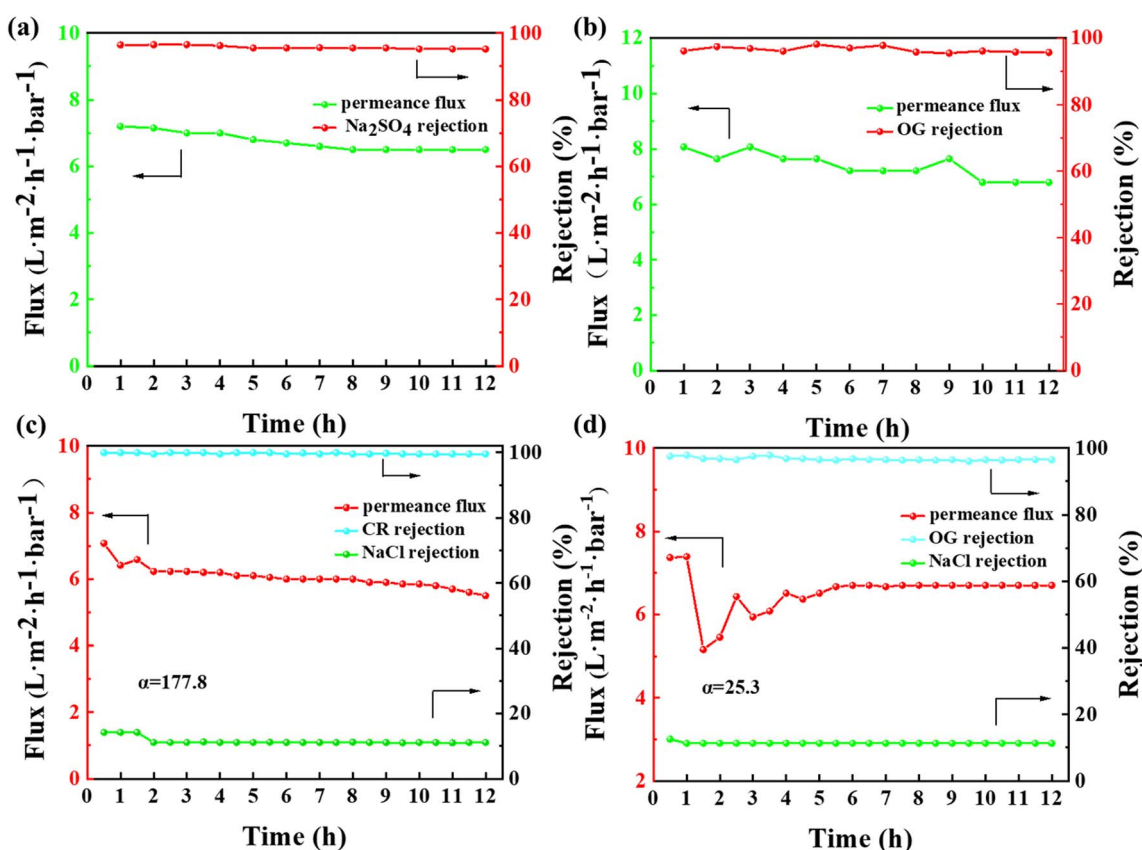 (a)
10
8
6
4
2
0
100
80
60
40
20
0
permeance flux
Na₂SO₄ rejection
Flux (L·m⁻²·h⁻¹·bar⁻¹)
Rejection (%)
0 1 2 3 4 5 6 7 8 9 10 11 12
Time (h)
(b)
12
10
8
6
4
2
0
100
80
60
40
20
0
permeance flux
OG rejection
Flux (L·m⁻²·h⁻¹·bar⁻¹)
Rejection (%)
0 1 2 3 4 5 6 7 8 9 10 11 12
Time (h)
(c)
10
8
6
4
2
0
100
80
60
40
20
0
permeance flux
CR rejection
NaCl rejection
α=177.8
Flux (L·m⁻²·h⁻¹·bar⁻¹)
Rejection (%)
0 1 2 3 4 5 6 7 8 9 10 11 12
Time (h)
(d)
10
8
6
4
2
100
80
60
40
20
0
permeance flux
OG rejection
NaCl rejection
α=25.3
Flux (L·m⁻²·h⁻¹·bar⁻¹)
Rejection (%)
0 1 2 3 4 5 6 7 8 9 10 11 12
Time (h)